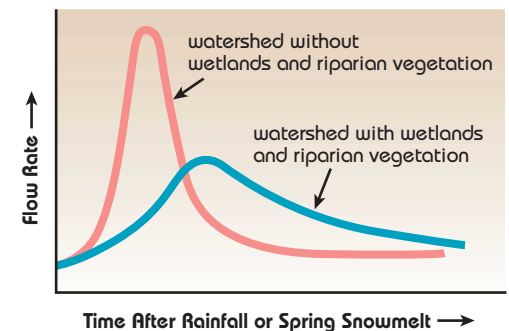 watershed without
wetlands and riparian vegetation
watershed with wetlands
and riparian vegetation
Flow Rate
Time After Rainfall or Spring Snowmelt